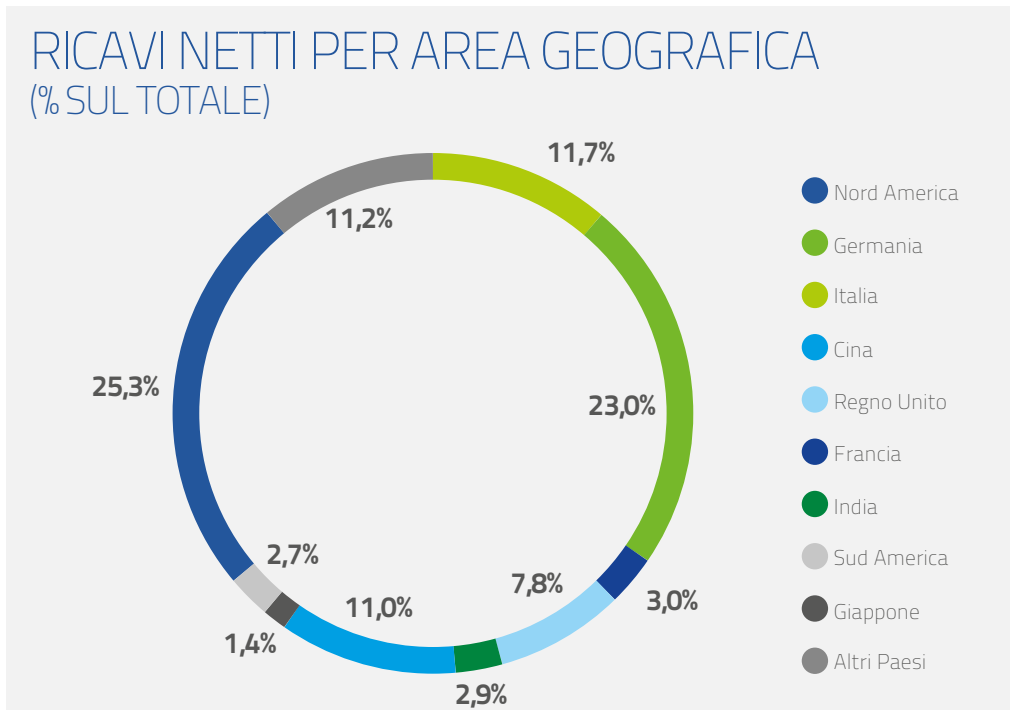 RICAVI NETTI PER AREA GEOGRAFICA
(% SUL TOTALE)
11,7%
11,2%
25,3%
23,0%
2,7%
7,8%
11,0%
3,0%
1,4%
2,9%
Nord America
Germania
Italia
Cina
Regno Unito
Francia
India
Sud America
Giappone
Altri Paesi